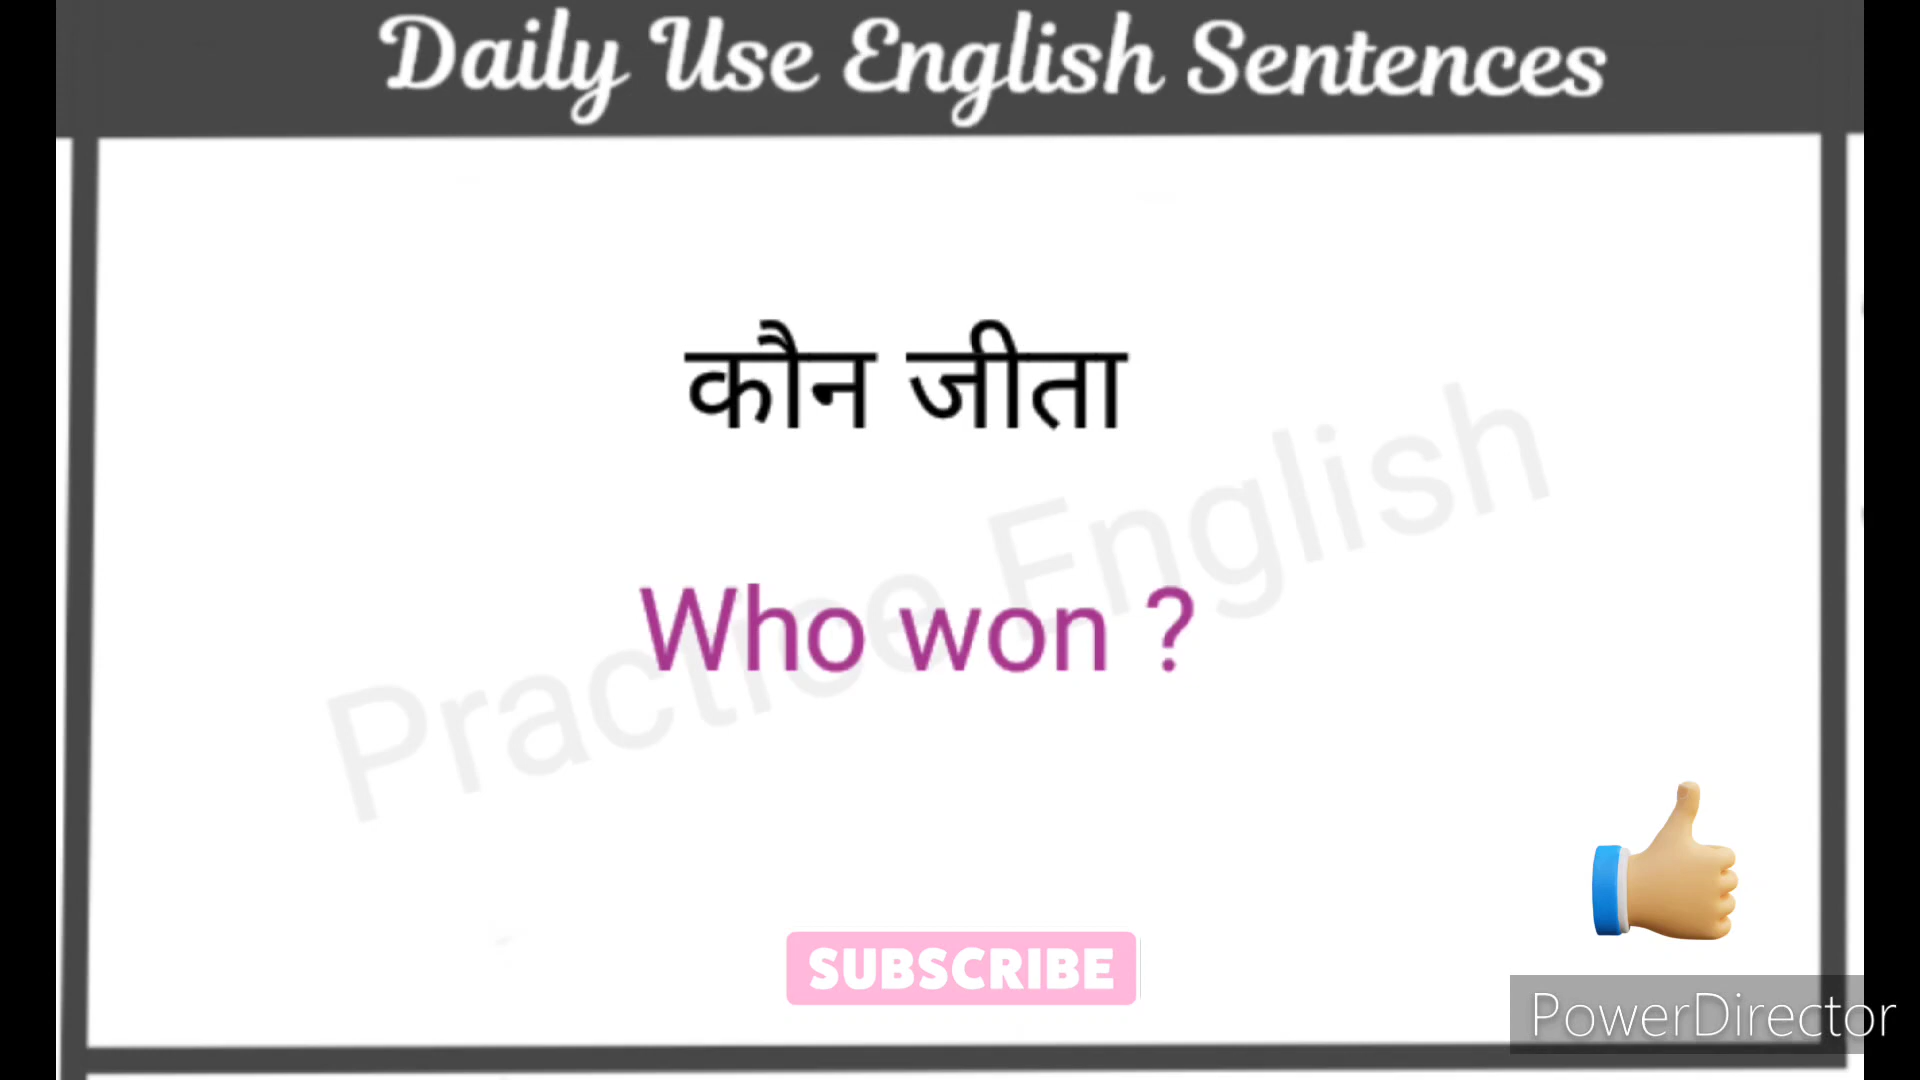 Daily Use English Sentences
कौन जीता
Practice English
Who won ?
SUBSCRIBE
PowerDirector